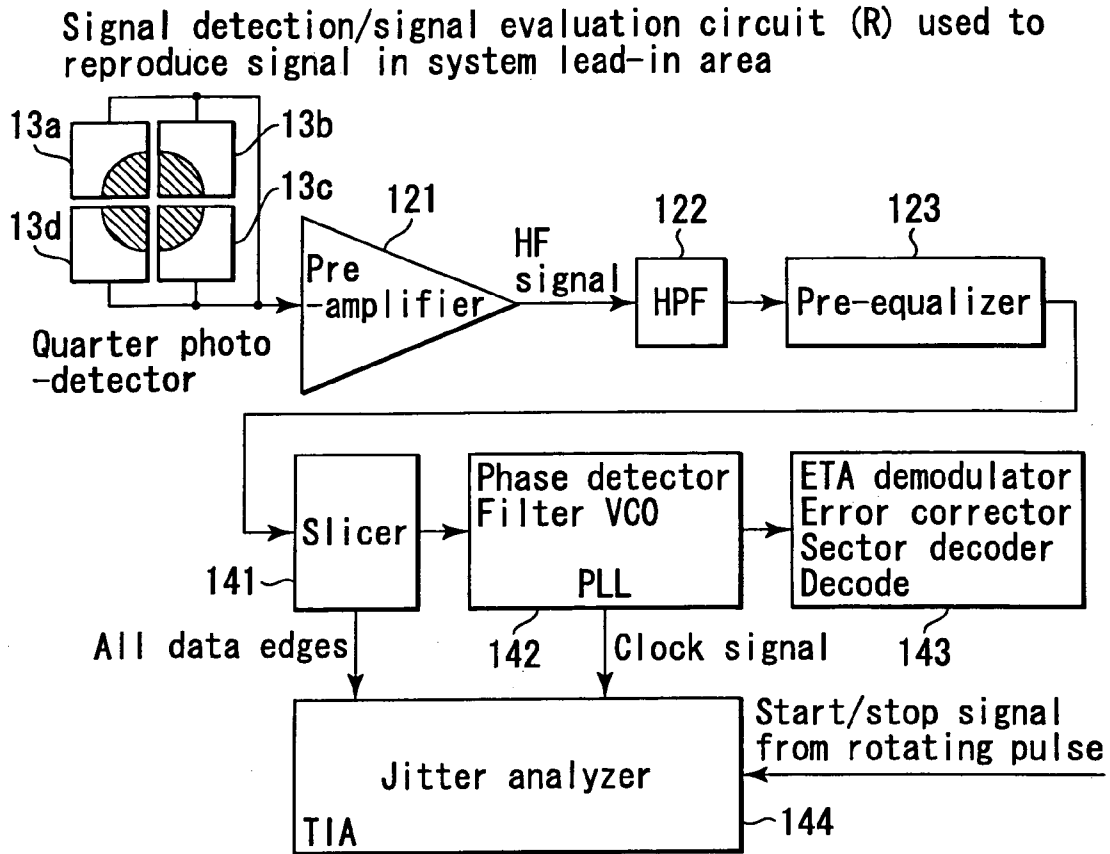 Signal detection/signal evaluation circuit (R) used to
reproduce signal in system lead-in area
13a
13b
13c
13d
121
122
123
HF
signal
Pre
-amplifier
HPF
Pre-equalizer
Quarter photo
-detector
Slicer
Phase detector
Filter VCO
PLL
ETA demodulator
Error corrector
Sector decoder
Decode
141
142
143
All data edges
Clock signal
Start/stop signal
from rotating pulse
Jitter analyzer
TIA
144